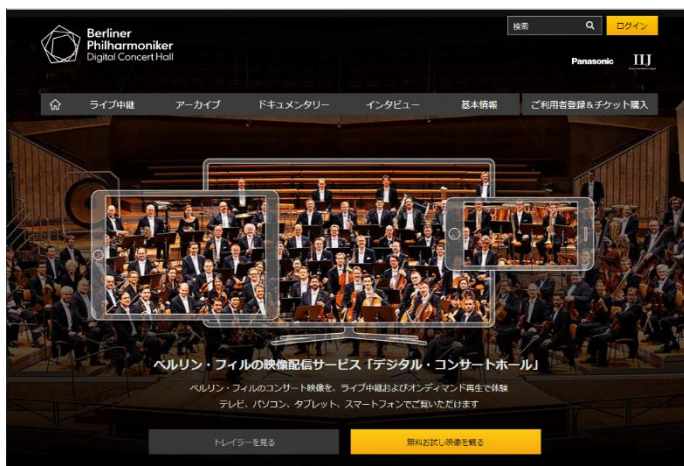 Berliner
Philharmoniker
Digital Concert Hall
検索
ログイン
Panasonic
IIJ
ライブ中継
アーカイブ
ドキュメンタリー
インタビュー
基本情報
ご利用者登録&チケット購入
ベルリン・フィルの映像配信サービス「デジタル・コンサートホール」
ベルリン・フィルのコンサート映像を、ライブ中継およびオンディマンド再生で体験
テレビ、パソコン、タブレット、スマートフォンでご覧いただけます
トレイラーを見る
無料お試し映像を観る